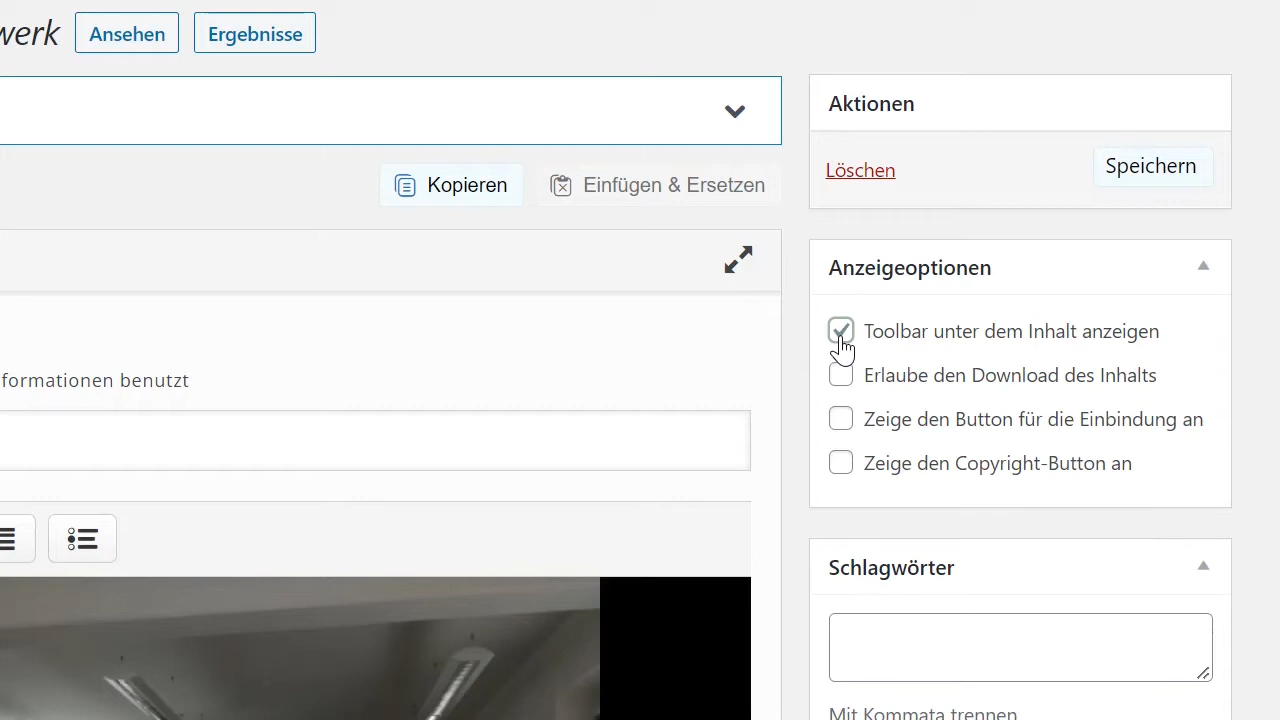 werk Ansehen Ergebnisse
Aktionen
Löschen Speichern
Kopieren Einfügen & Ersetzen
Anzeigeoptionen
Toolbar unter dem Inhalt anzeigen
Erlaube den Download des Inhalts
Zeige den Button für die Einbindung an
Zeige den Copyright-Button an
formationen benutzt
Schlagwörter
Mit Kommata trennen